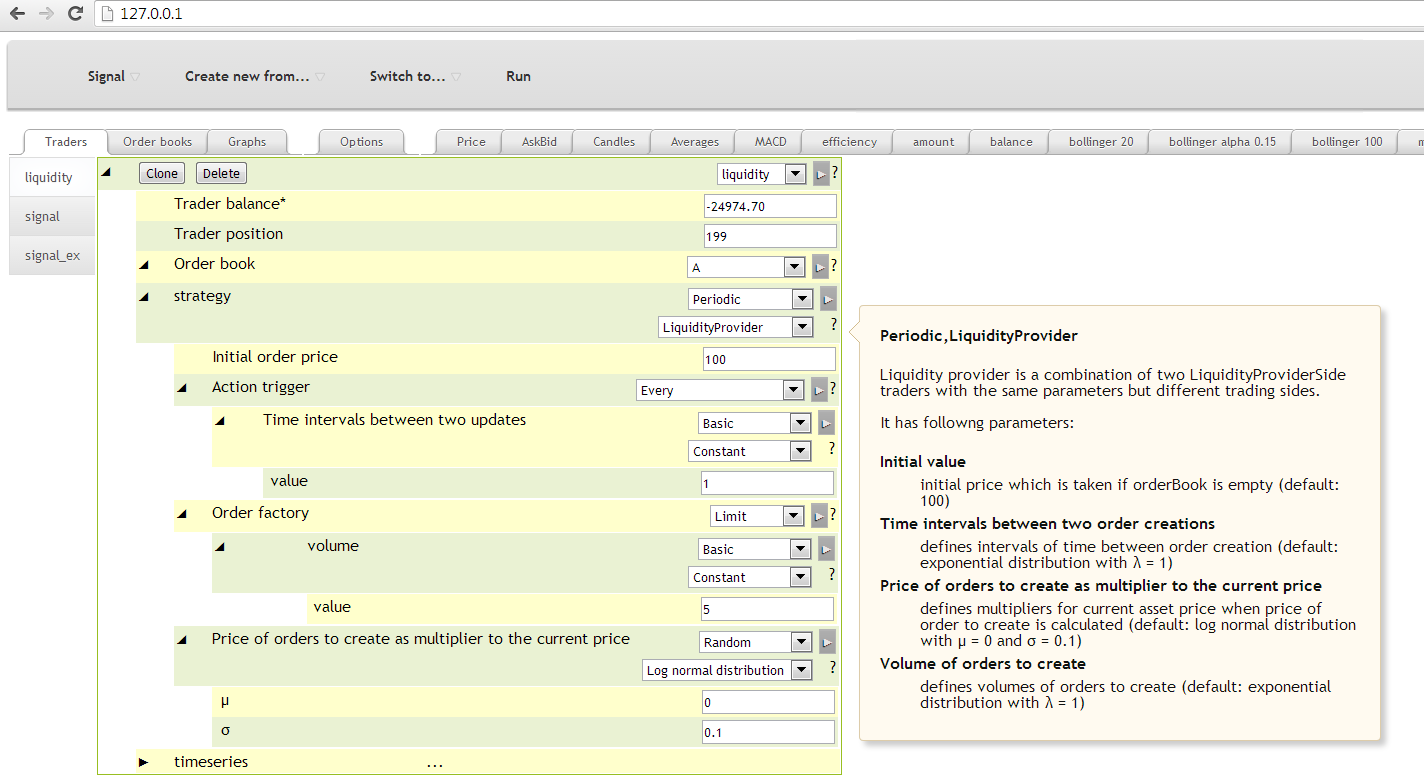 127.0.0.1
Signal Create new from... Switch to... Run
Traders Order books Graphs Options Price AskBid Candles Averages MACD efficiency amount balance bollinger 20 bollinger alpha 0.15 bollinger 100
liquidity
signal
signal_ex
Clone Delete liquidity ?
Trader balance* -24974.70
Trader position 199
Order book A ?
strategy Periodic
LiquidityProvider ?
Initial order price 100
Action trigger Every ?
Time intervals between two updates Basic
Constant ?
value 1
Order factory Limit ?
volume Basic
Constant ?
value 5
Price of orders to create as multiplier to the current price Random
Log normal distribution ?
μ 0
σ 0.1
timeseries ...
Periodic,LiquidityProvider
Liquidity provider is a combination of two LiquidityProviderSide
traders with the same parameters but different trading sides.
It has followng parameters:
Initial value
initial price which is taken if orderBook is empty (default:
100)
Time intervals between two order creations
defines intervals of time between order creation (default:
exponential distribution with λ = 1)
Price of orders to create as multiplier to the current price
defines multipliers for current asset price when price of
order to create is calculated (default: log normal distribution
with μ = 0 and σ = 0.1)
Volume of orders to create
defines volumes of orders to create (default: exponential
distribution with λ = 1)